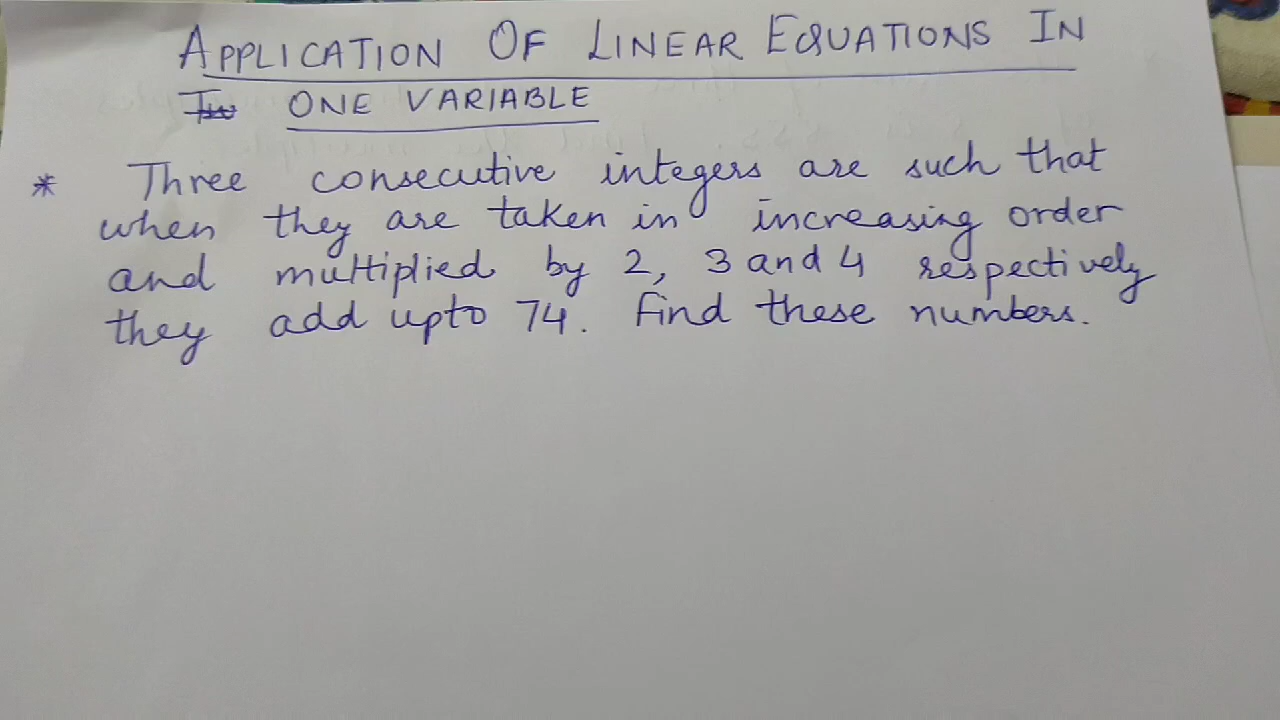 APPLICATION OF LINEAR EQUATIONS IN
ONE VARIABLE
* Three consecutive integers are such that
when they are taken in increasing order
and multiplied by 2, 3 and 4 respectively
they add upto 74. Find these numbers.